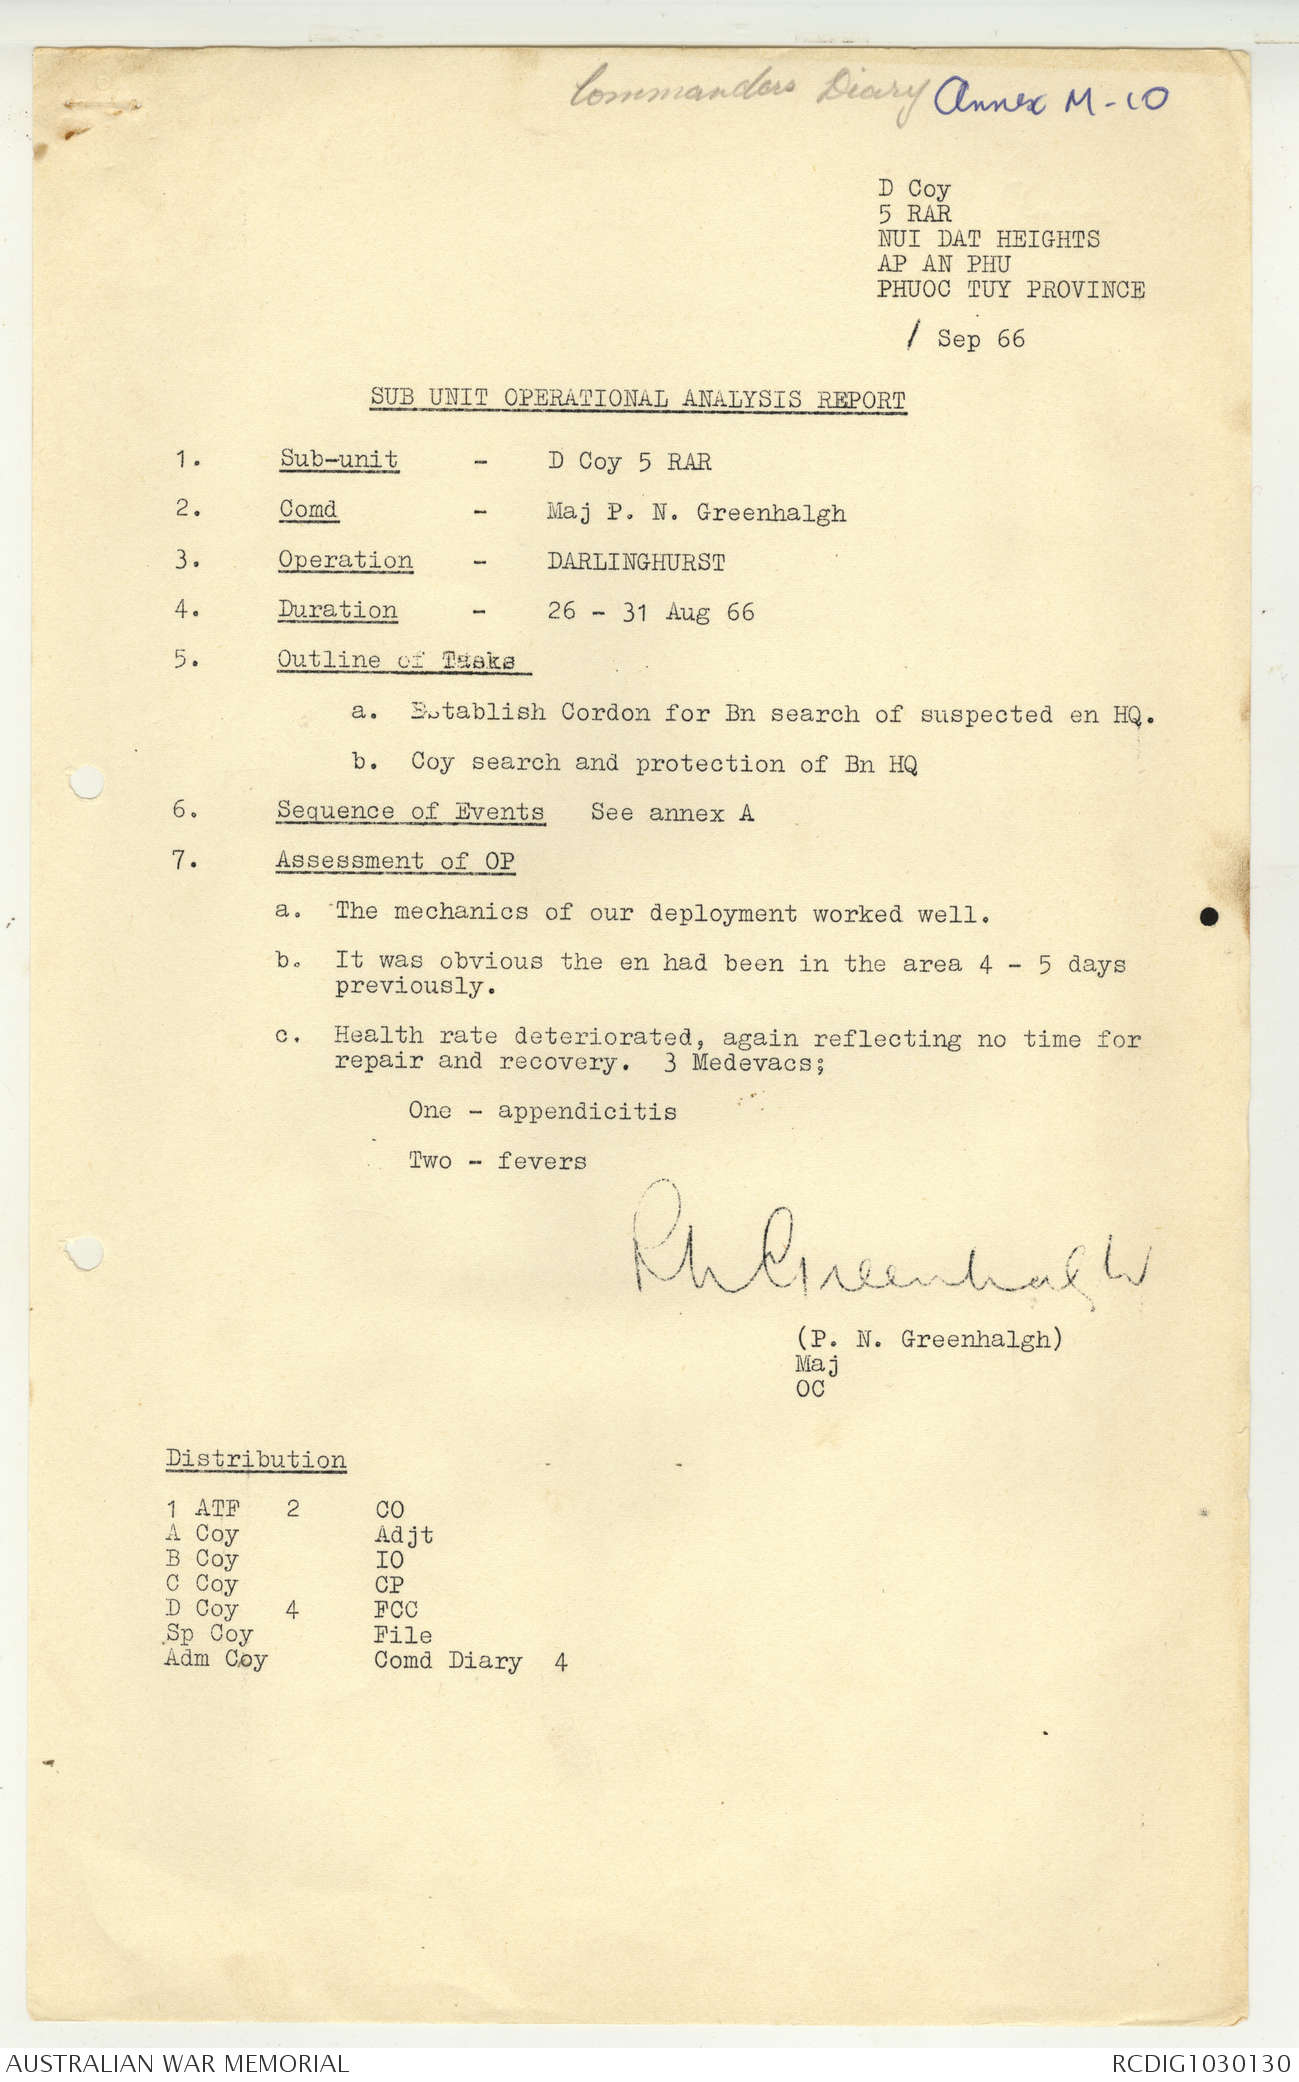 Commanders Diary Annex M-10
D Coy
5 RAR
NUI DAT HEIGHTS
AP AN PHU
PHUOC TUY PROVINCE
1 Sep 66
SUB UNIT OPERATIONAL ANALYSIS REPORT
1. Sub-unit - D Coy 5 RAR
2. Comd - Maj P. N. Greenhalgh
3. Operation - DARLINGHURST
4. Duration - 26 - 31 Aug 66
5. Outline of Tasks
a. Establish Cordon for Bn search of suspected en HQ.
b. Coy search and protection of Bn HQ
6. Sequence of Events See annex A
7. Assessment of OP
a. The mechanics of our deployment worked well.
b. It was obvious the en had been in the area 4 - 5 days
previously.
c. Health rate deteriorated, again reflecting no time for
repair and recovery. 3 Medevacs;
One - appendicitis
Two - fevers
PN Greenhalgh
(P. N. Greenhalgh)
Maj
OC
Distribution
1 ATF 2 CO
A Coy Adjt
B Coy IO
C Coy CP
D Coy 4 FCC
Sp Coy File
Adm Coy Comd Diary 4
AUSTRALIAN WAR MEMORIAL RCDIG1030130